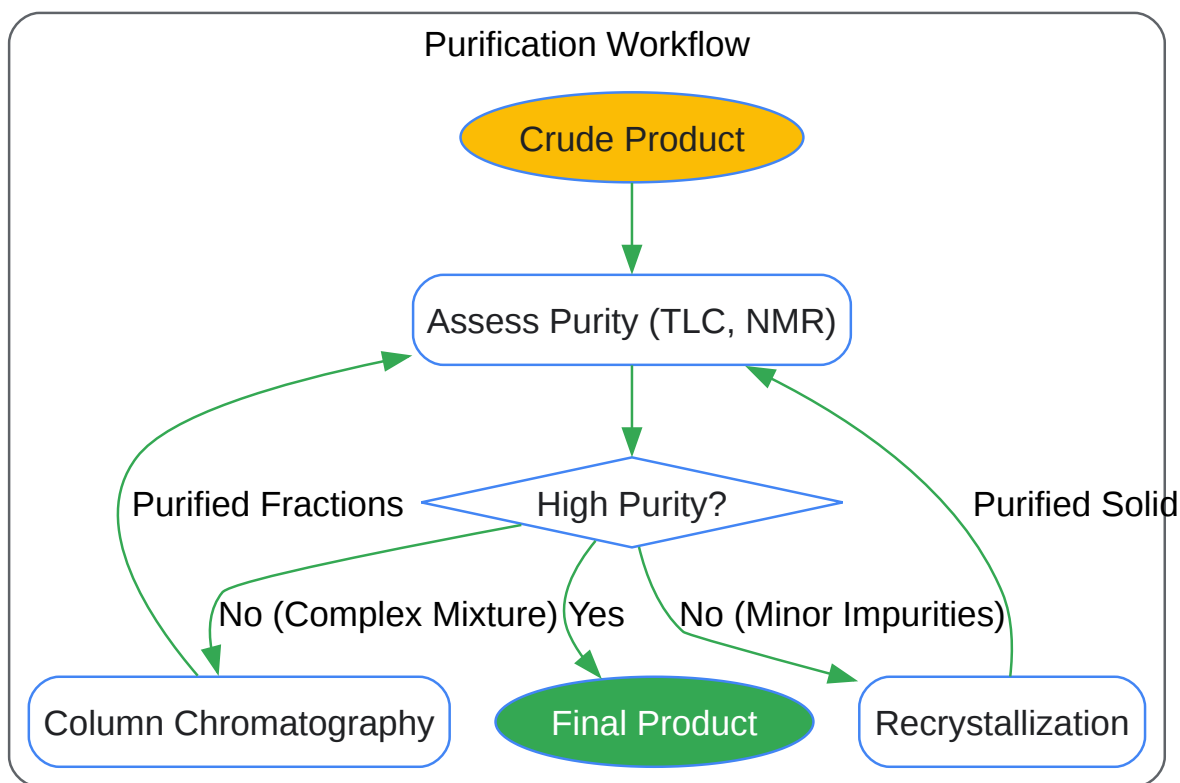 Purification Workflow
Crude Product
Assess Purity (TLC, NMR)
Purified Fractions
High Purity?
Purified Solid
No (Complex Mixture)
Yes
No (Minor Impurities)
Column Chromatography
Final Product
Recrystallization